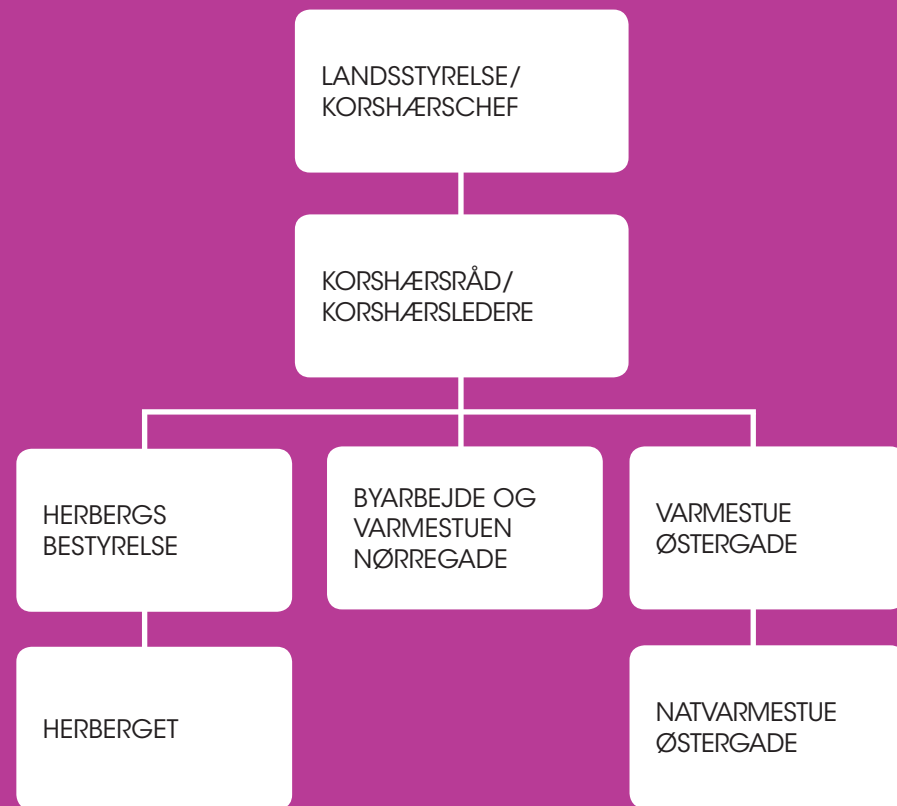 LANDSSTYRELSE/
KORSHÆRSCHEF
KORSHÆRSRÅD/
KORSHÆRSLEDERE
HERBERGS
BESTYRELSE
BYARBEJDE OG
VARMESTUEN
NØRREGADE
VARMESTUE
ØSTERGADE
HERBERGET
NATVARMESTUE
ØSTERGADE